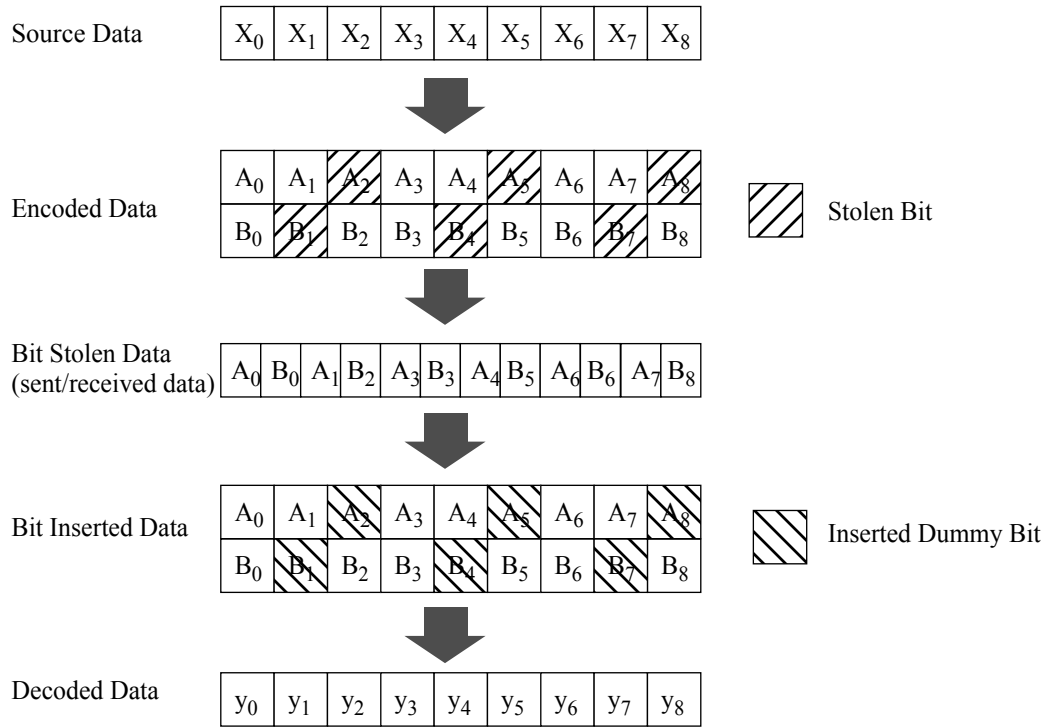 Source Data
X0 X1 X2 X3 X4 X5 X6 X7 X8
Encoded Data
A0 A1 A2 A3 A4 A5 A6 A7 A8
B0 B1 B2 B3 B4 B5 B6 B7 B8
Stolen Bit
Bit Stolen Data
(sent/received data)
A0 B0 A1 B2 A3 B3 A4 B5 A6 B6 A7 B8
Bit Inserted Data
A0 A1 A2 A3 A4 A5 A6 A7 A8
B0 B1 B2 B3 B4 B5 B6 B7 B8
Inserted Dummy Bit
Decoded Data
y0 y1 y2 y3 y4 y5 y6 y7 y8